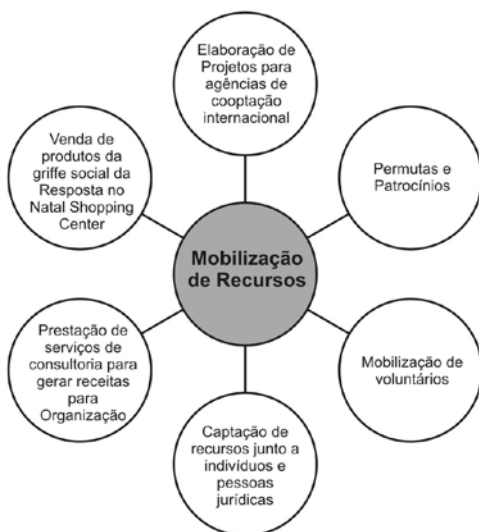 Elaboração de
Projetos para
agências de
cooptação
internacional
Venda de
produtos da
griffe social da
Resposta no
Natal Shopping
Center
Permutas e
Patrocínios
Mobilização
de Recursos
Prestação de
serviços de
consultoria para
gerar receitas
para
Organização
Mobilização de
voluntários
Captação de
recursos junto a
indivíduos e
pessoas
jurídicas